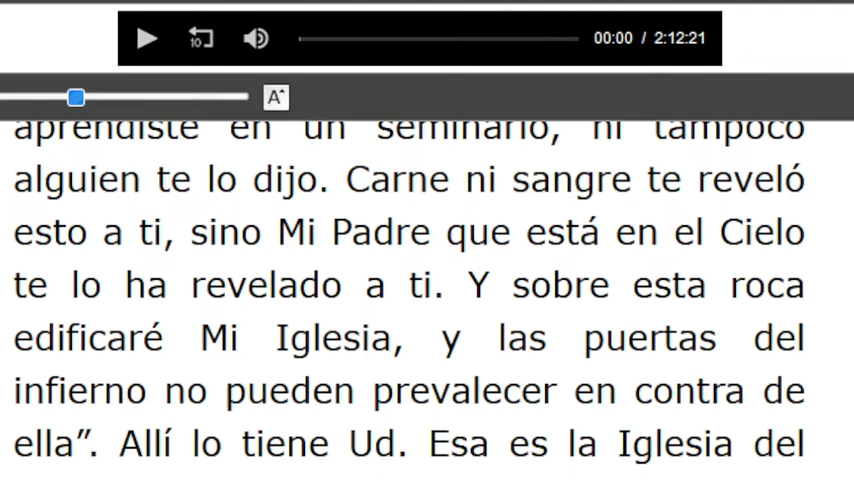 10
00:00 / 2:12:21
A
aprendiste en un seminario, ni tampoco
alguien te lo dijo. Carne ni sangre te reveló
esto a ti, sino Mi Padre que está en el Cielo
te lo ha revelado a ti. Y sobre esta roca
edificaré Mi Iglesia, y las puertas del
infierno no pueden prevalecer en contra de
ella”. Allí lo tiene Ud. Esa es la Iglesia del